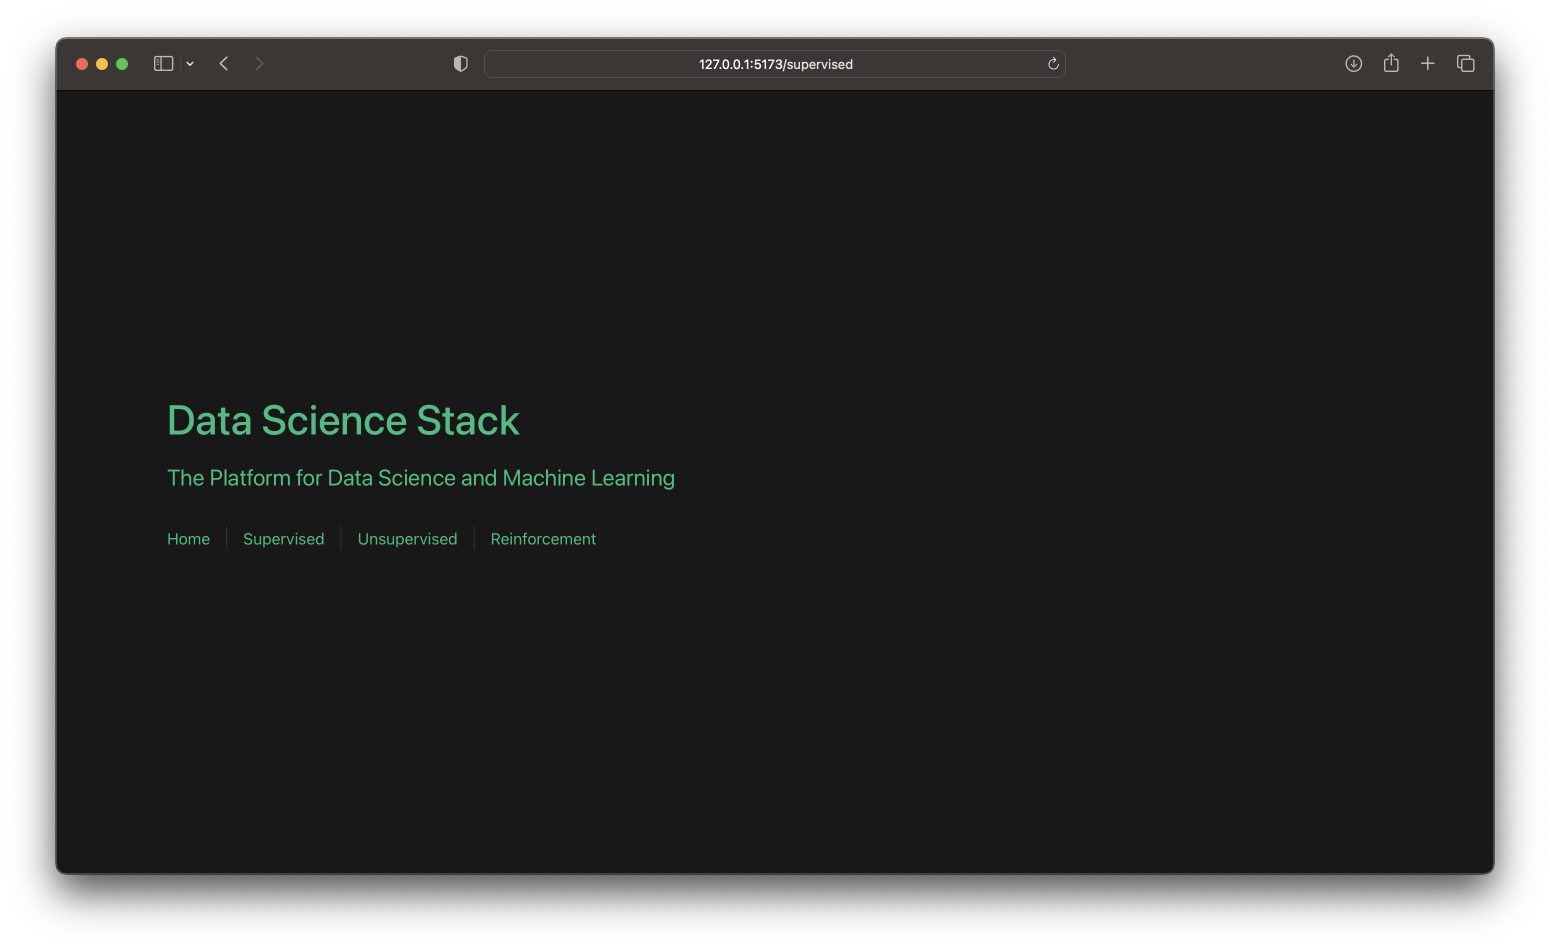 127.0.0.1:5173/supervised
Data Science Stack
The Platform for Data Science and Machine Learning
Home Supervised Unsupervised Reinforcement